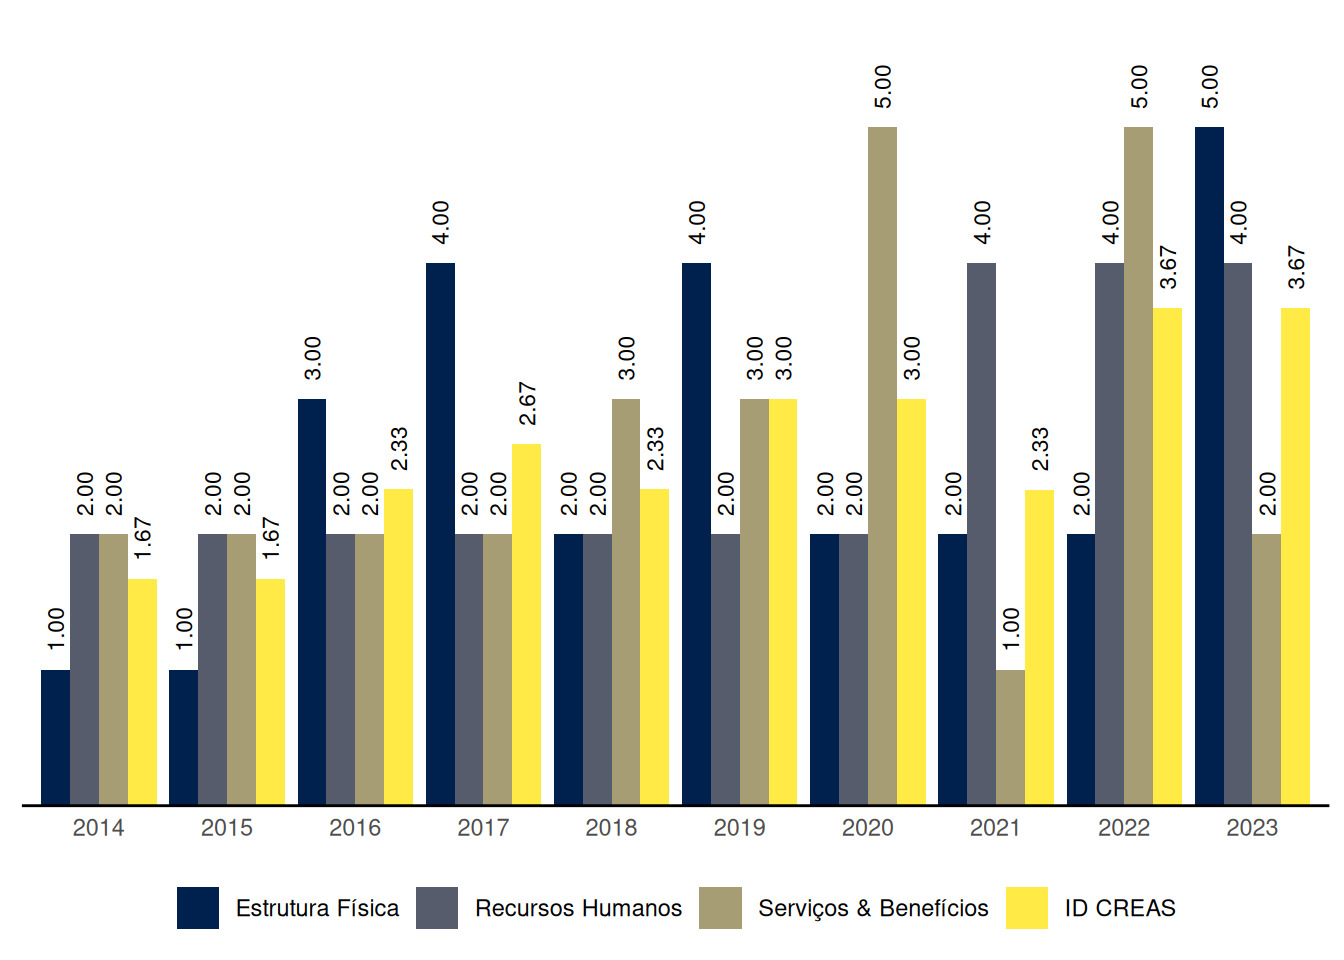 1.00 2.00 2.00 1.67 1.00 2.00 2.00 1.67 3.00 2.00 2.00 2.33 4.00 2.00 2.00 2.67 2.00 2.00 3.00 2.33 4.00 2.00 3.00 3.00 2.00 2.00 5.00 3.00 2.00 4.00 1.00 2.33 2.00 4.00 5.00 3.67 5.00 4.00 2.00 3.67
2014 2015 2016 2017 2018 2019 2020 2021 2022 2023
Estrutura Física Recursos Humanos Serviços & Benefícios ID CREAS